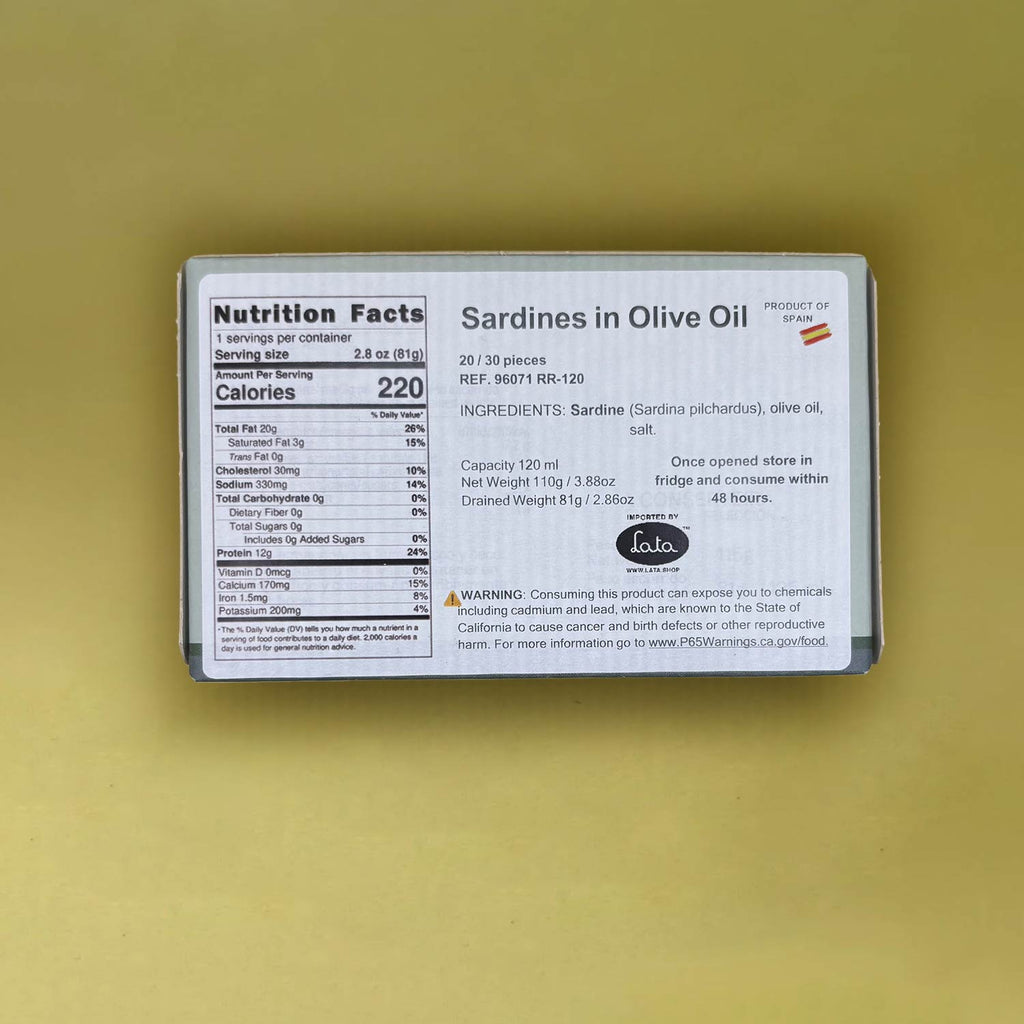 Nutrition Facts
1 servings per container
Serving size 2.8 oz (81g)
Amount Per Serving
Calories 220
% Daily Value*
Total Fat 20g 26%
Saturated Fat 3g 15%
Trans Fat 0g
Cholesterol 30mg 10%
Sodium 330mg 14%
Total Carbohydrate 0g 0%
Dietary Fiber 0g 0%
Total Sugars 0g
Includes 0g Added Sugars 0%
Protein 12g 24%
Vitamin D 0mcg 0%
Calcium 170mg 15%
Iron 1.5mg 8%
Potassium 200mg 4%
*The % Daily Value (DV) tells you how much a nutrient in a
serving of food contributes to a daily diet. 2,000 calories a
day is used for general nutrition advice.
Sardines in Olive Oil
PRODUCT OF
SPAIN
20 / 30 pieces
REF. 96071 RR-120
INGREDIENTS: Sardine (Sardina pilchardus), olive oil,
salt.
Capacity 120 ml
Net Weight 110g / 3.88oz
Drained Weight 81g / 2.86oz
Once opened store in
fridge and consume within
48 hours.
IMPORTED BY
Lata™
WWW.LATA.SHOP
WARNING: Consuming this product can expose you to chemicals
including cadmium and lead, which are known to the State of
California to cause cancer and birth defects or other reproductive
harm. For more information go to www.P65Warnings.ca.gov/food.